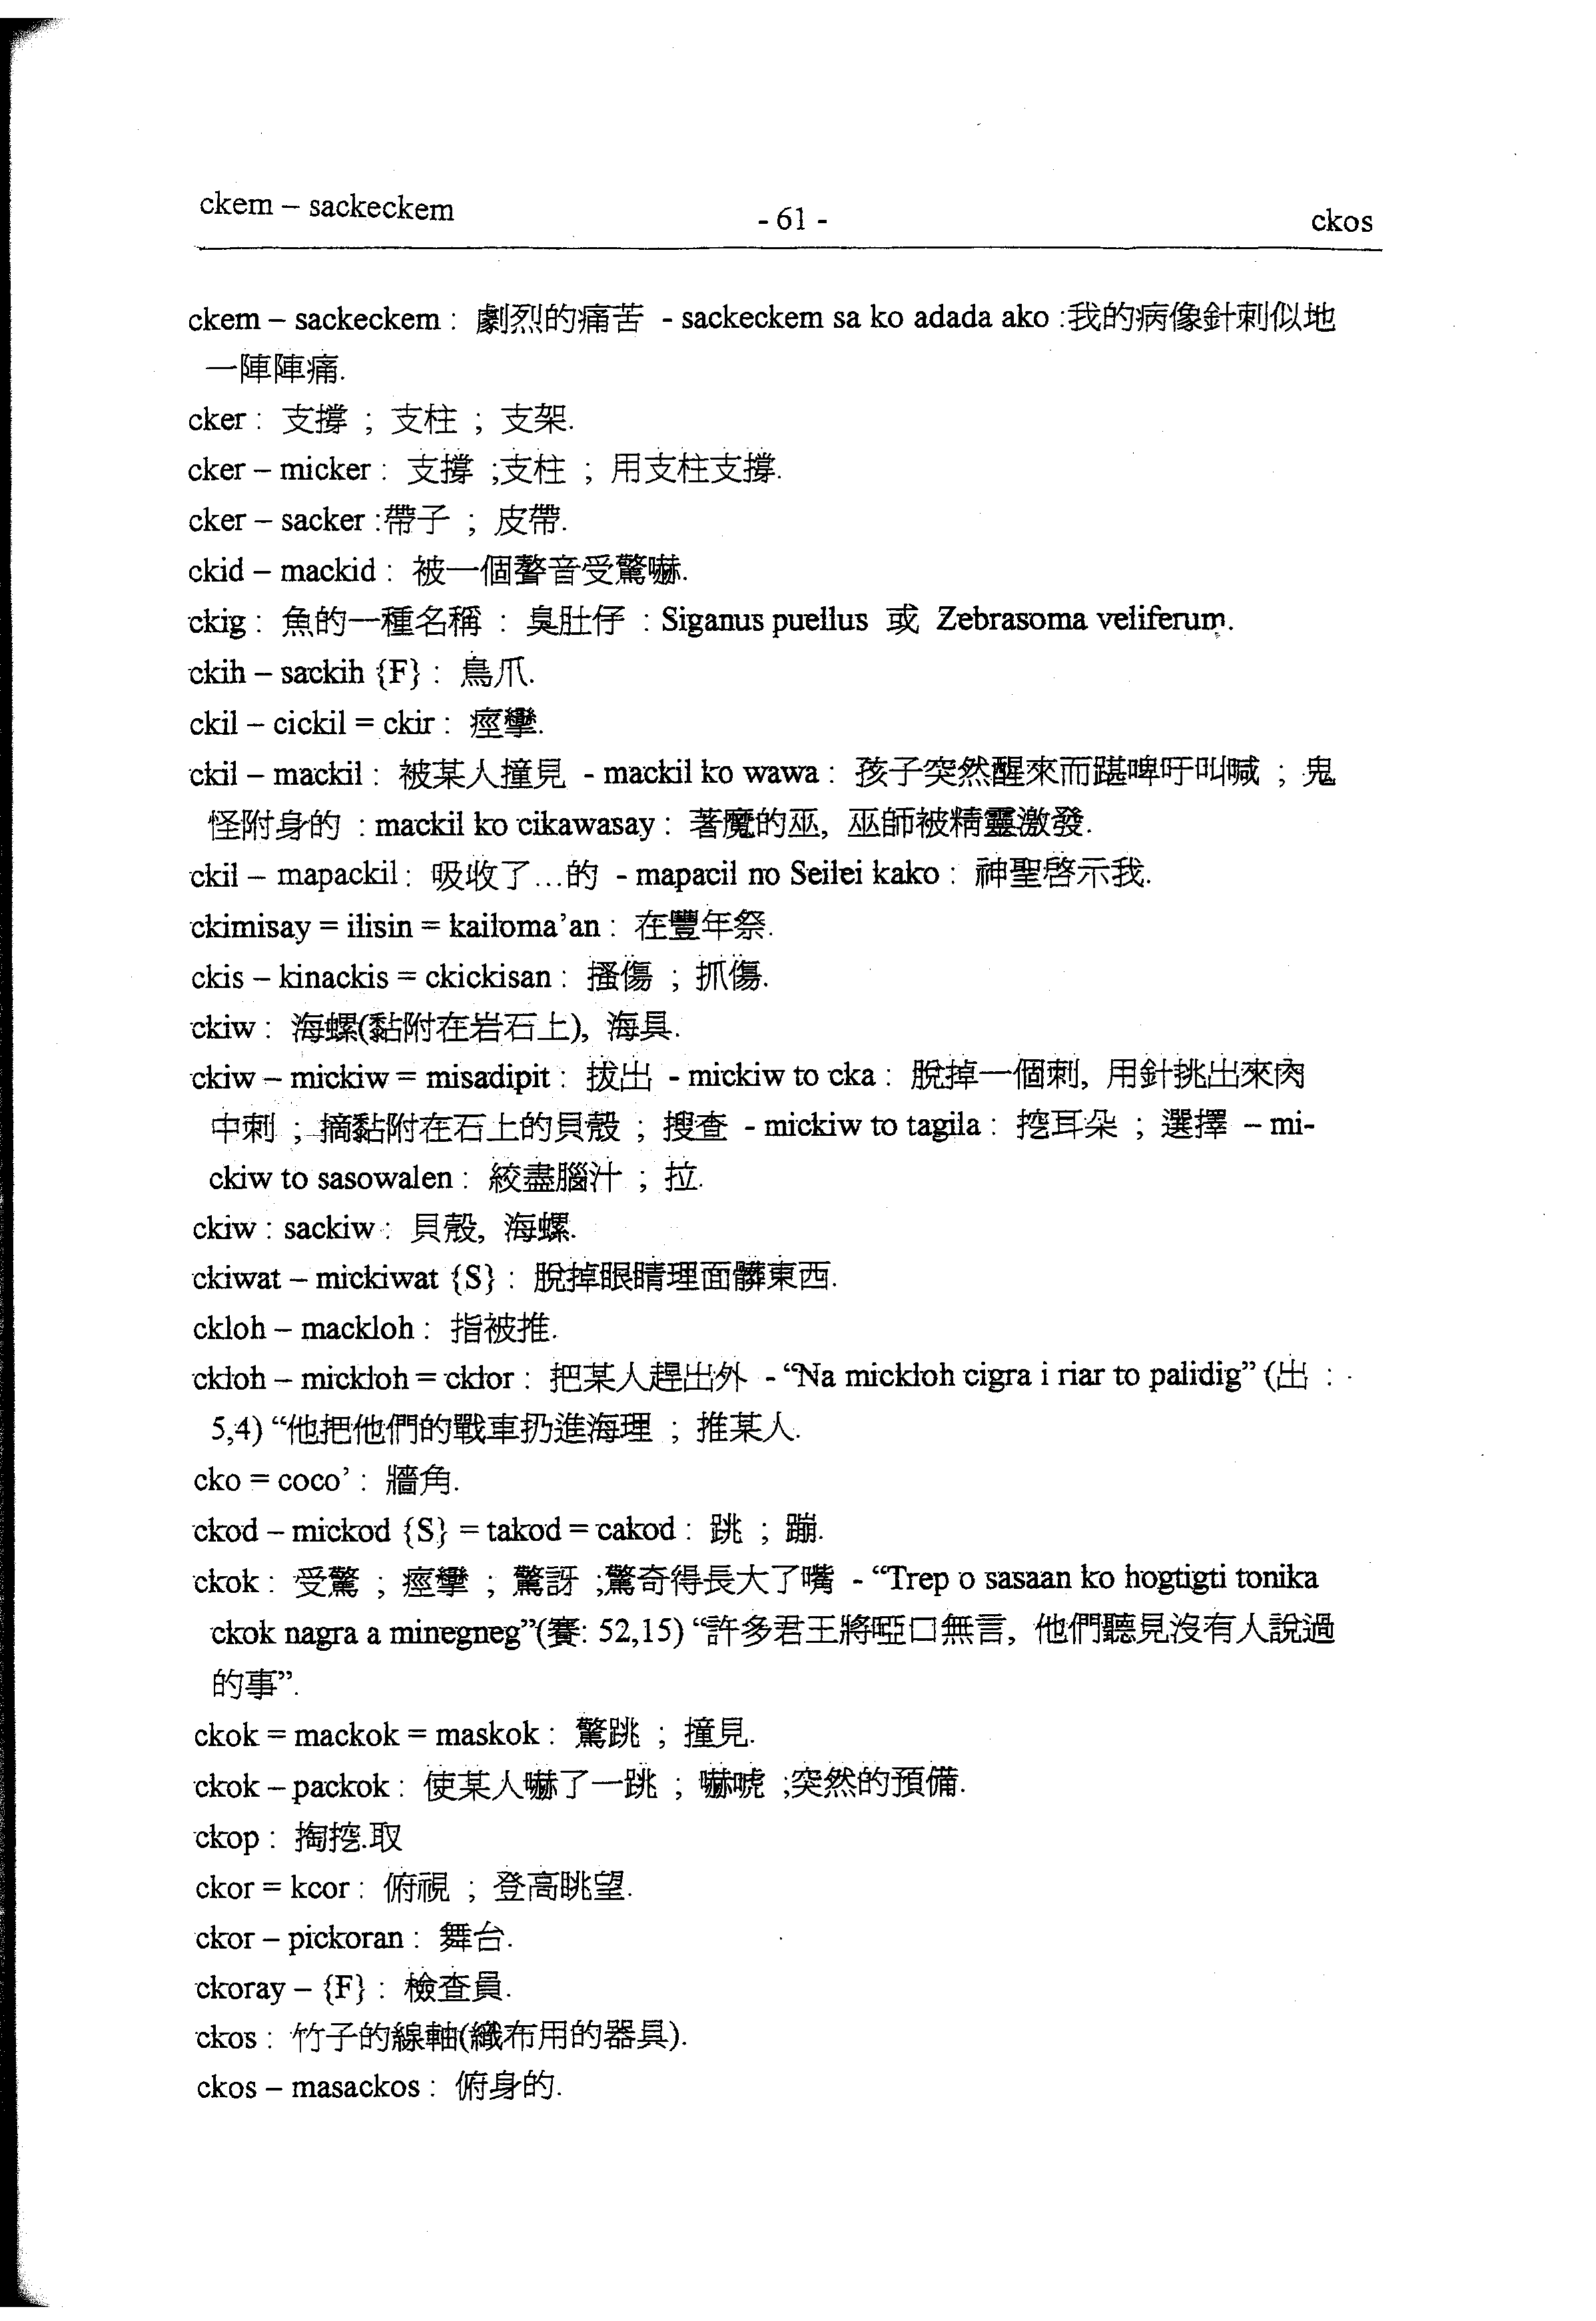 ckem – sackeckem - 61 - ckos
ckem – sackeckem : 劇烈的痛苦 - sackeckem sa ko adada ako :我的病像針刺似地
一陣陣痛.
cker : 支撐 ; 支柱 ; 支架.
cker – micker : 支撐 ;支柱 ; 用支柱支撐.
cker – sacker :帶子 ; 皮帶.
ckid – mackid : 被一個聲音受驚嚇.
ckig : 魚的一種名稱 : 臭肚仔 : Siganus puellus 或 Zebrasoma veliferum.
ckih – sackih {F} : 鳥爪.
ckil – cickil = ckir : 痙攣.
ckil – mackil : 被某人撞見 - mackil ko wawa : 孩子突然醒來而踸啤吁叫喊 ; 鬼
怪附身的 : mackil ko cikawasay : 著魔的巫, 巫師被精靈激發.
ckil – mapackil : 吸收了...的 - mapacil no Seilei kako : 神聖啓示我.
ckimisay = ilisin = kailoma’an : 在豐年祭.
ckis – kinackis = ckickisan : 搔傷 ; 抓傷.
ckiw : 海螺(黏附在岩石上), 海具.
ckiw – mickiw = misadipit : 拔出 - mickiw to cka : 脫掉一個刺, 用針挑出來肉
中刺 ; 摘黏附在石上的貝殼 ; 搜查 - mickiw to tagila : 挖耳朵 ; 選擇 – mi-
ckiw to sasowalen : 絞盡腦汁 ; 拉.
ckiw : sackiw : 貝殼, 海螺.
ckiwat – mickiwat {S} : 脫掉眼睛理面髒東西.
ckloh – mackloh : 指被推.
ckloh – mickloh = cklor : 把某人趕出外 - “Na mickloh cigra i riar to palidig” (出 :
5,4) “他把他們的戰車扔進海理 ; 推某人.
cko = coco’ : 牆角.
ckod – mickod {S} = takod = cakod : 跳 ; 蹦.
ckok : 受驚 ; 痙攣 ; 驚訝 ;驚奇得長大了嘴 - “Trep o sasaan ko hogtigti tonika
ckok nagra a minegneg”(賽: 52,15) “許多君王將啞口無言, 他們聽見沒有人說過
的事”.
ckok = mackok = maskok : 驚跳 ; 撞見.
ckok – packok : 使某人嚇了一跳 ; 嚇唬 ;突然的預備.
ckop : 掏挖.取
ckor = kcor : 俯視 ; 登高眺望.
ckor – pickoran : 舞台.
ckoray – {F} : 檢查員.
ckos : 竹子的線軸(織布用的器具).
ckos – masackos : 俯身的.